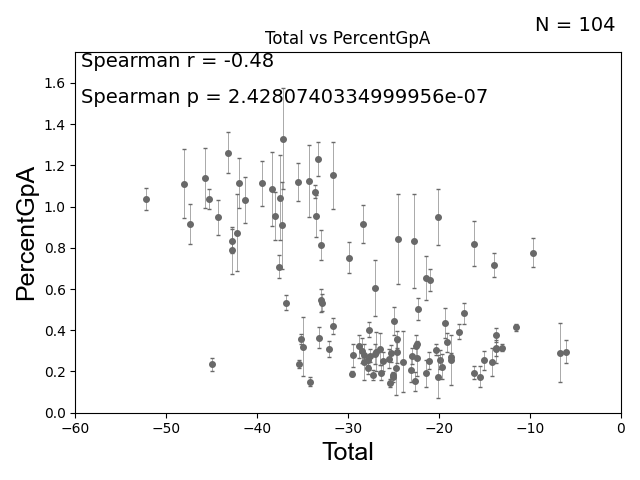 N = 104
Total vs PercentGpA
Spearman r = -0.48
Spearman p = 2.4280740334999956e-07
PercentGpA
1.6
1.4
1.2
1.0
0.8
0.6
0.4
0.2
0.0
−60 −50 −40 −30 −20 −10 0
Total